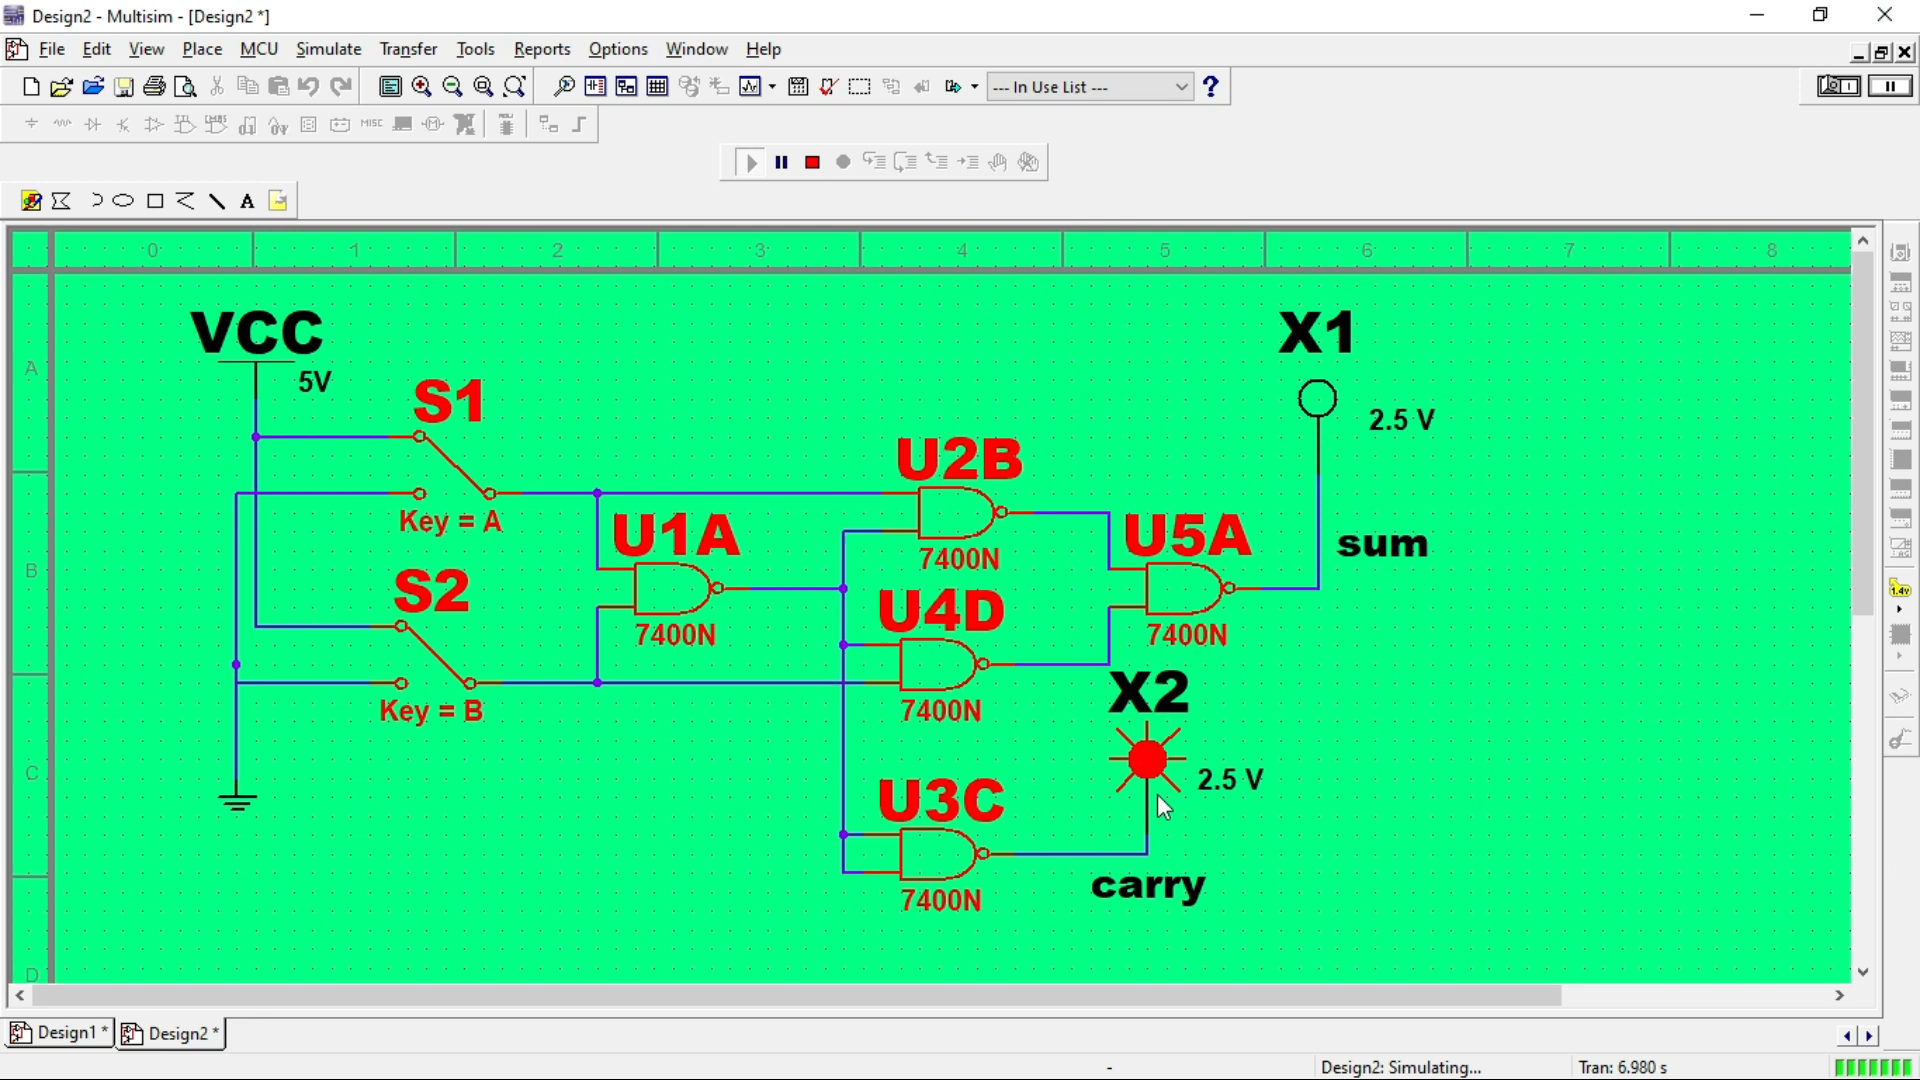 Design2 - Multisim - [Design2 *]
File Edit View Place MCU Simulate Transfer Tools Reports Options Window Help
--- In Use List ---
?
MISC
A
0 1 2 3 4 5 6 7 8
VCC
5V
X1
2.5 V
A
S1
Key = A
U2B
7400N
U1A
7400N
U5A
7400N
sum
B
S2
Key = B
U4D
7400N
X2
2.5 V
C
U3C
7400N
carry
D
1.4v
Design1 * Design2 *
- Design2: Simulating... Tran: 6.980 s